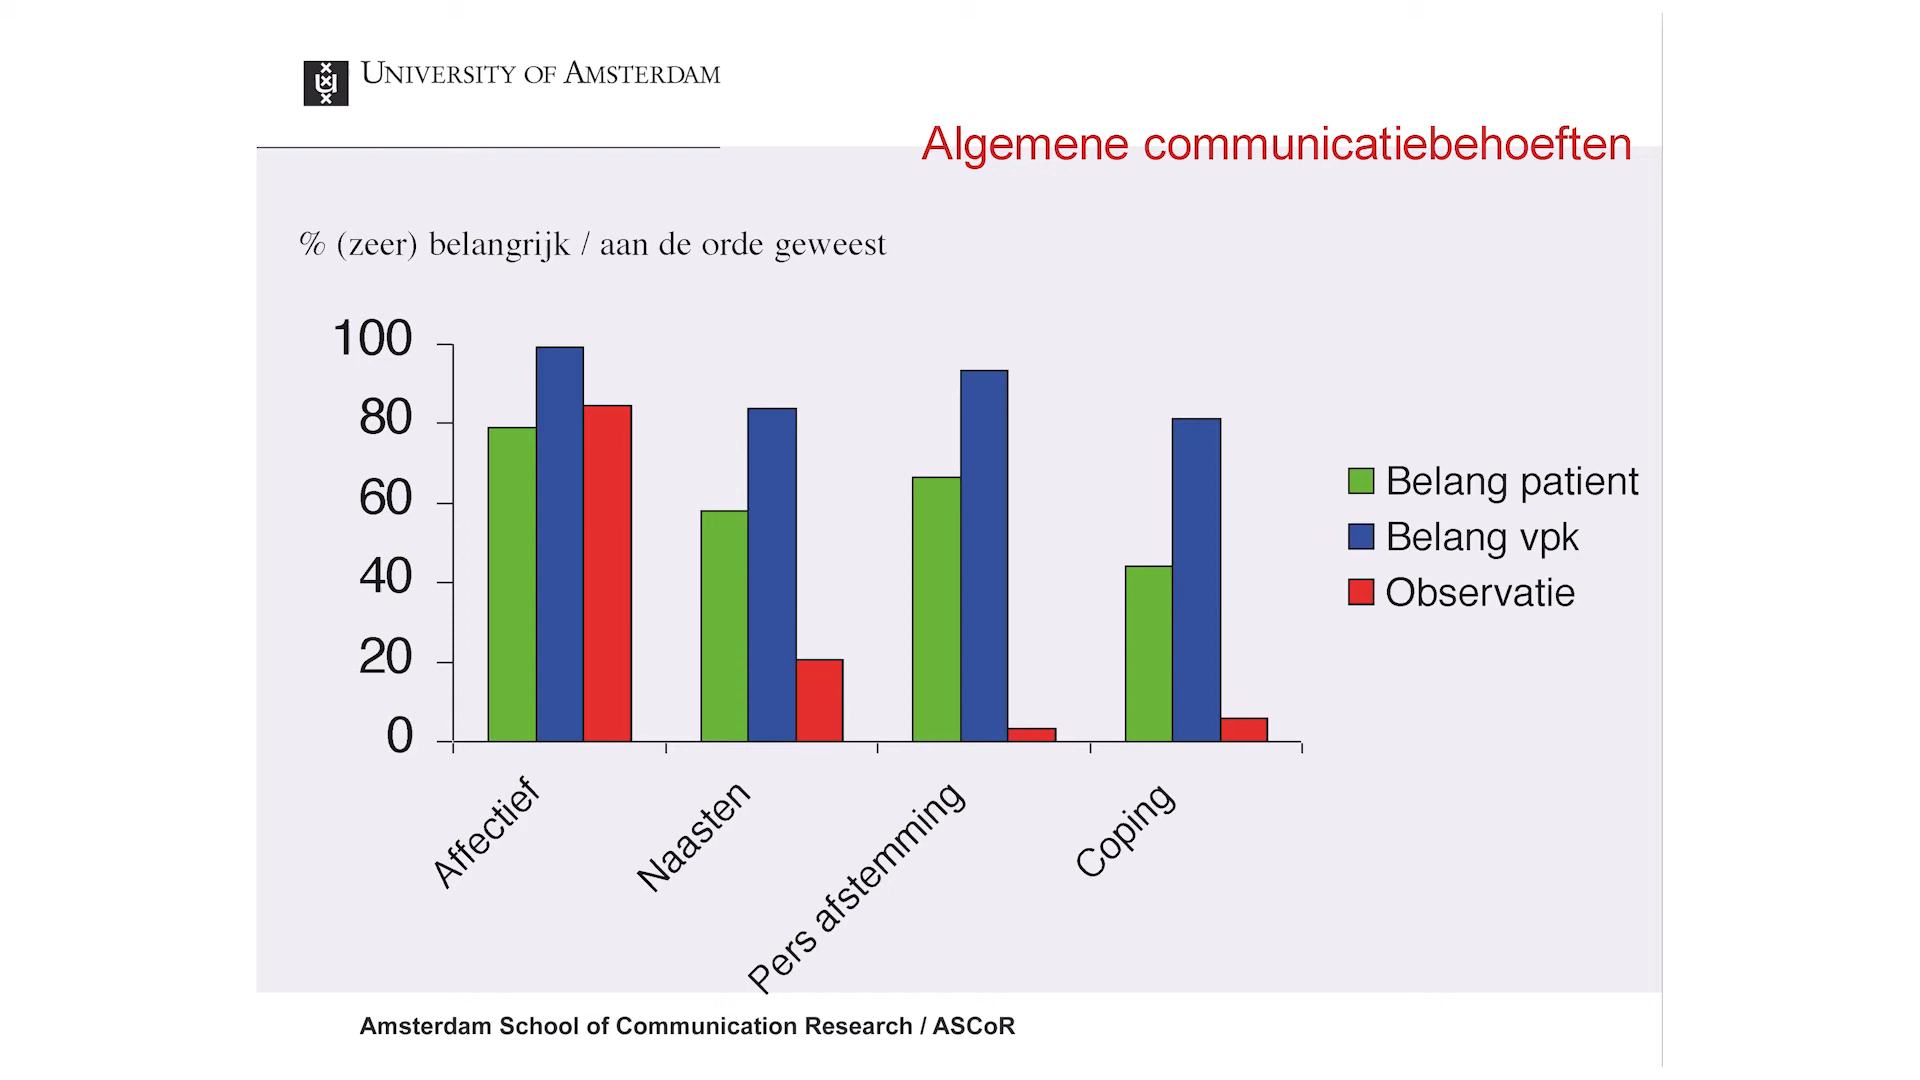 UNIVERSITY OF AMSTERDAM
Algemene communicatiebehoeften
% (zeer) belangrijk / aan de orde geweest
100
80
60
40
20
0
Affectief
Naasten
Pers afstemming
Coping
Belang patient
Belang vpk
Observatie
Amsterdam School of Communication Research / ASCoR